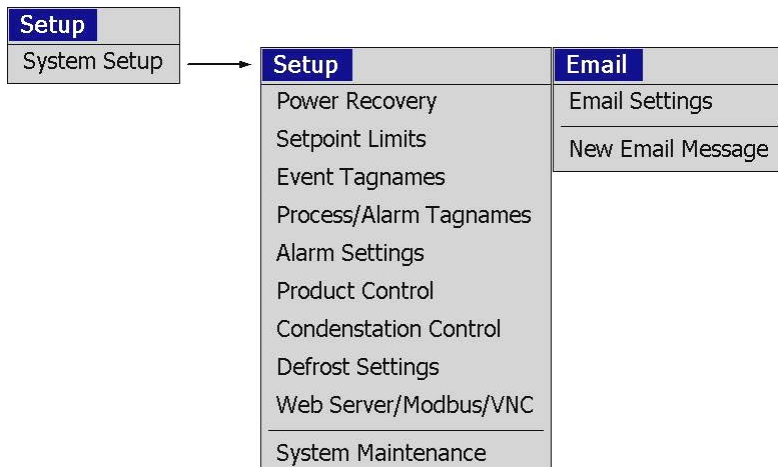 Setup
System Setup
Setup
Power Recovery
Setpoint Limits
Event Tagnames
Process/Alarm Tagnames
Alarm Settings
Product Control
Condenstation Control
Defrost Settings
Web Server/Modbus/VNC
System Maintenance
Email
Email Settings
New Email Message